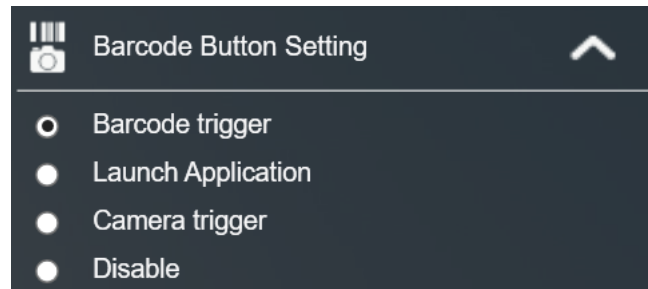 Barcode Button Setting
Barcode trigger
Launch Application
Camera trigger
Disable